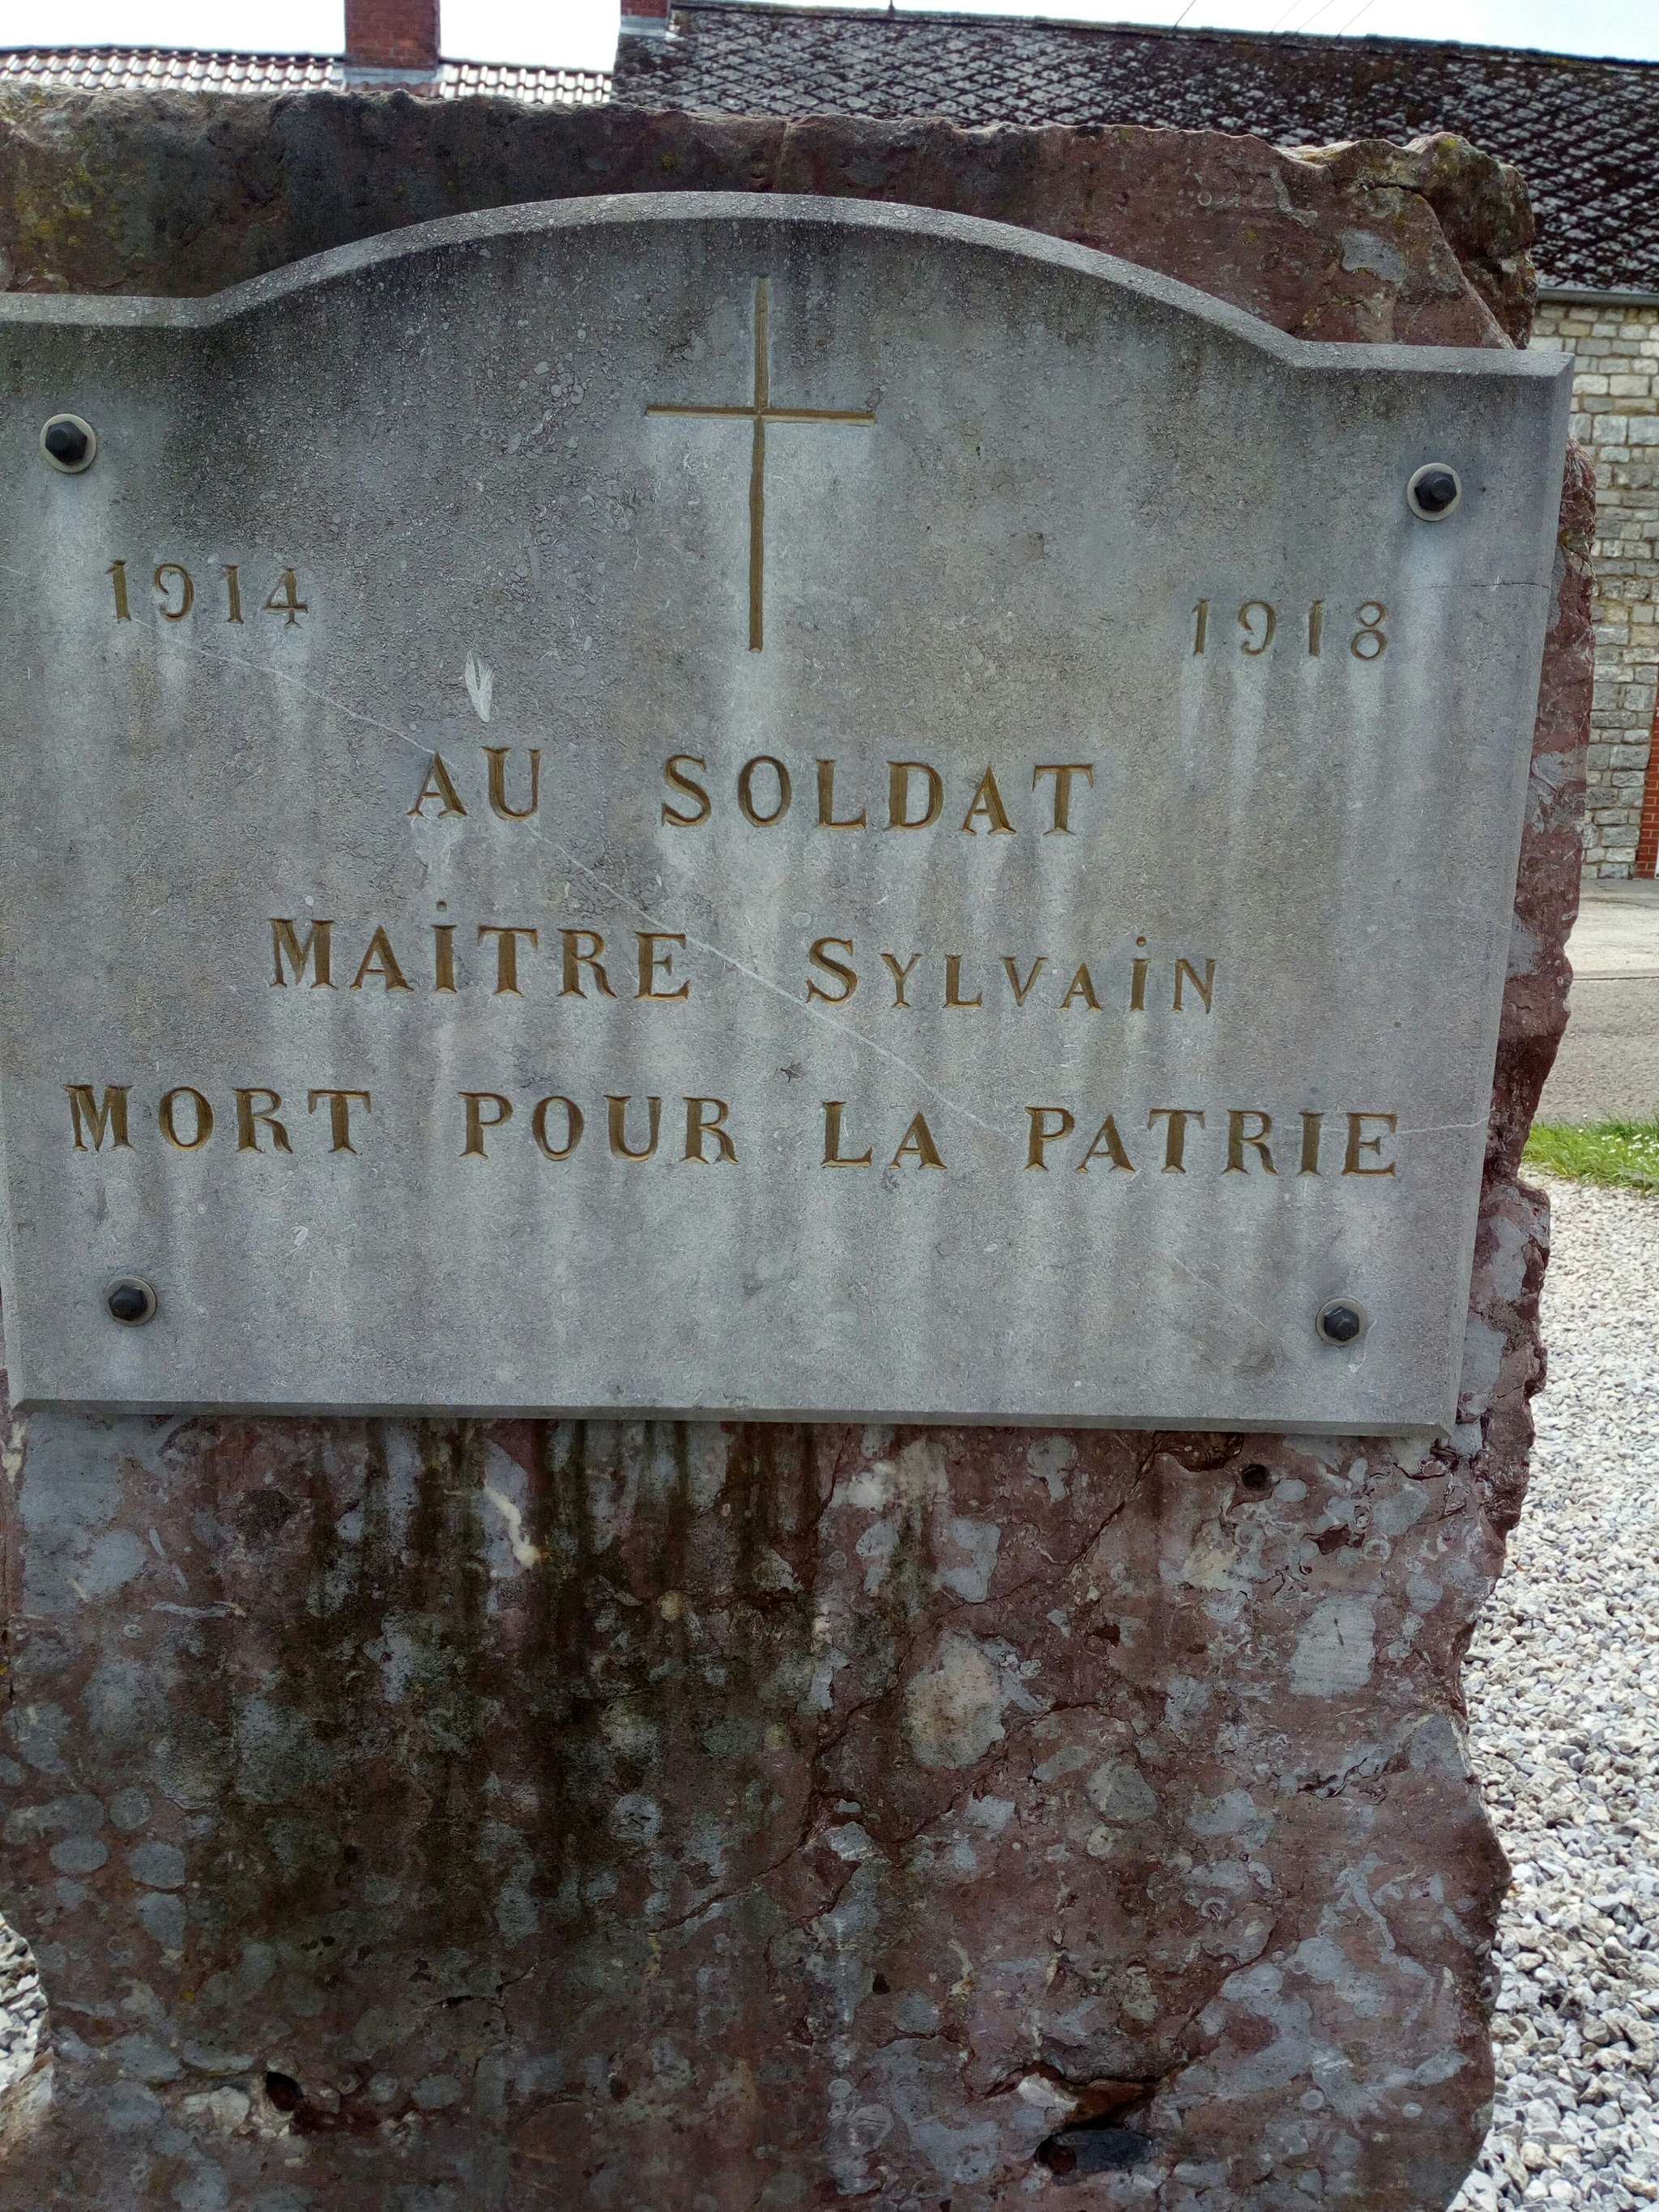 1914 1918
AU SOLDAT
MAiTRE SYLVAiN
MORT POUR LA PATRIE